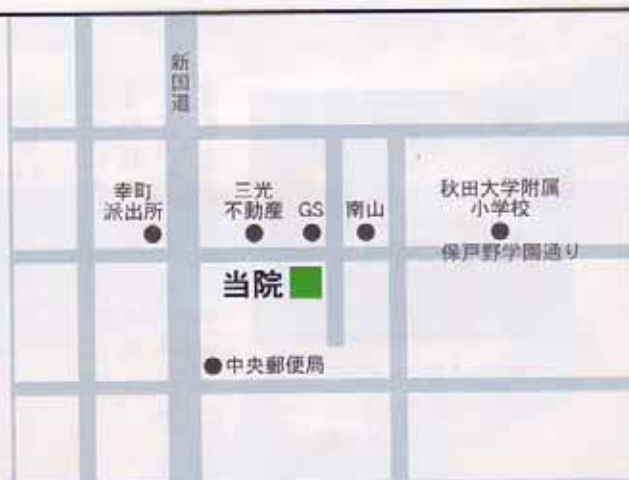 新国道
幸町
派出所
三光
不動産
GS
南山
秋田大学附属
小学校
保戸野学園通り
当院
中央郵便局